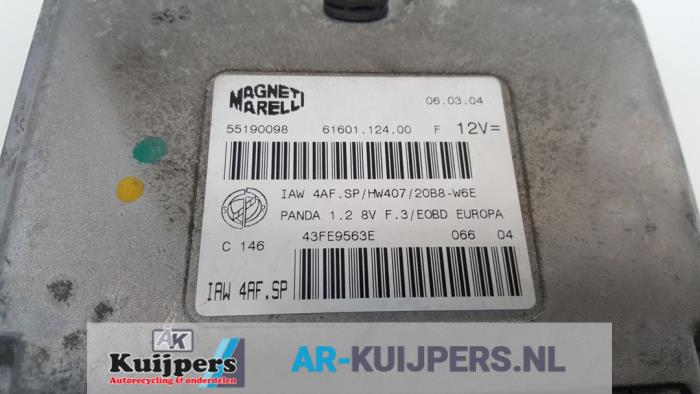 MAGNETI
MARELLI
06.03.04
55190098 61601.124.00 F 12V=
IAW 4AF.SP/HW407/20B8-W6E
PANDA 1.2 8V F.3/EOBD EUROPA
C 146 43FE9563E 066 04
IAW 4AF.SP
AK
Kuijpers
Autorecycling & onderdelen
AR-KUIJPERS.NL